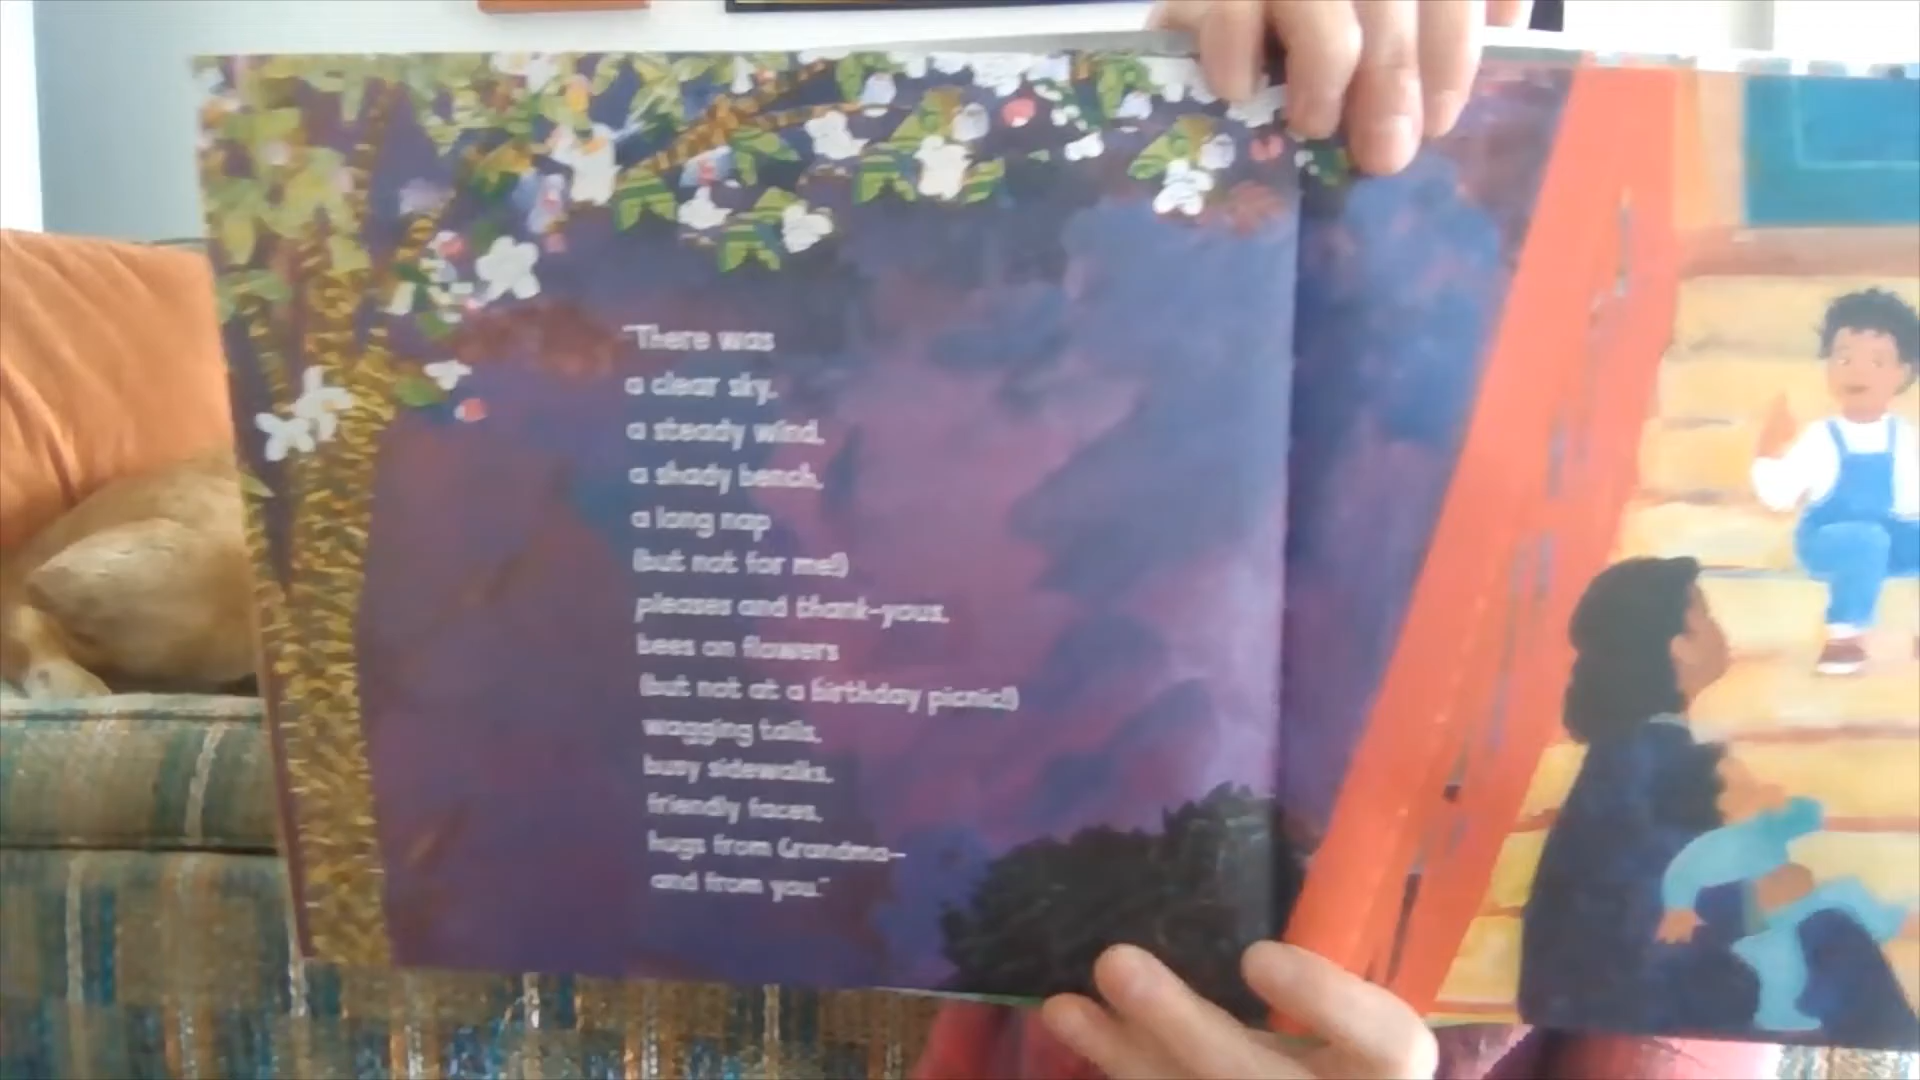 "There was
a clear sky,
a steady wind,
a shady bench,
a long nap
(but not for me!)
pleases and thank-yous,
bees on flowers
(but not at a birthday picnic!)
wagging tails,
busy sidewalks,
friendly faces,
hugs from Grandma—
and from you."